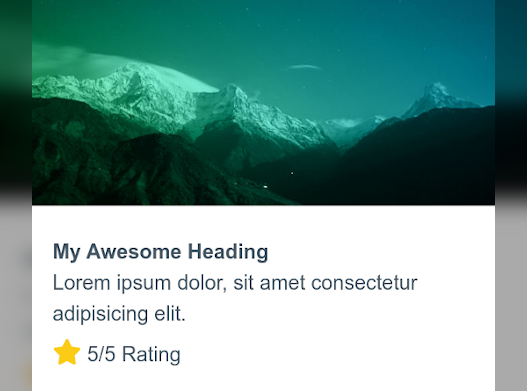 My Awesome Heading
Lorem ipsum dolor, sit amet consectetur
adipisicing elit.
5/5 Rating